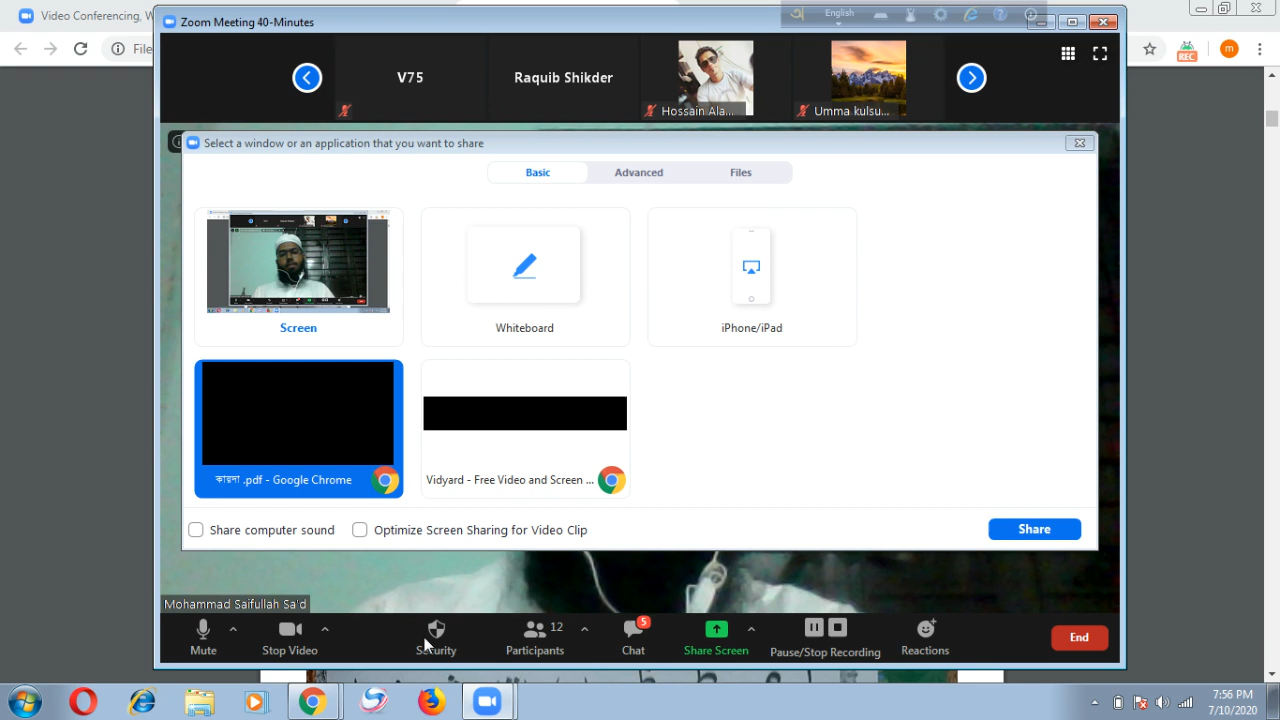 Video Conferencing, W
Zoom Meeting 40-Minutes
English
File
REC
m
V75
Raquib Shikder
Hossain Ala...
Umma kulsu...
Select a window or an application that you want to share
Basic
Advanced
Files
Screen
Whiteboard
iPhone/iPad
কায়দা .pdf - Google Chrome
Vidyard - Free Video and Screen ...
Share computer sound
Optimize Screen Sharing for Video Clip
Share
Mohammad Saifullah Sa'd
12
5
Mute
Stop Video
Security
Participants
Chat
Share Screen
Pause/Stop Recording
Reactions
End
7:56 PM
7/10/2020